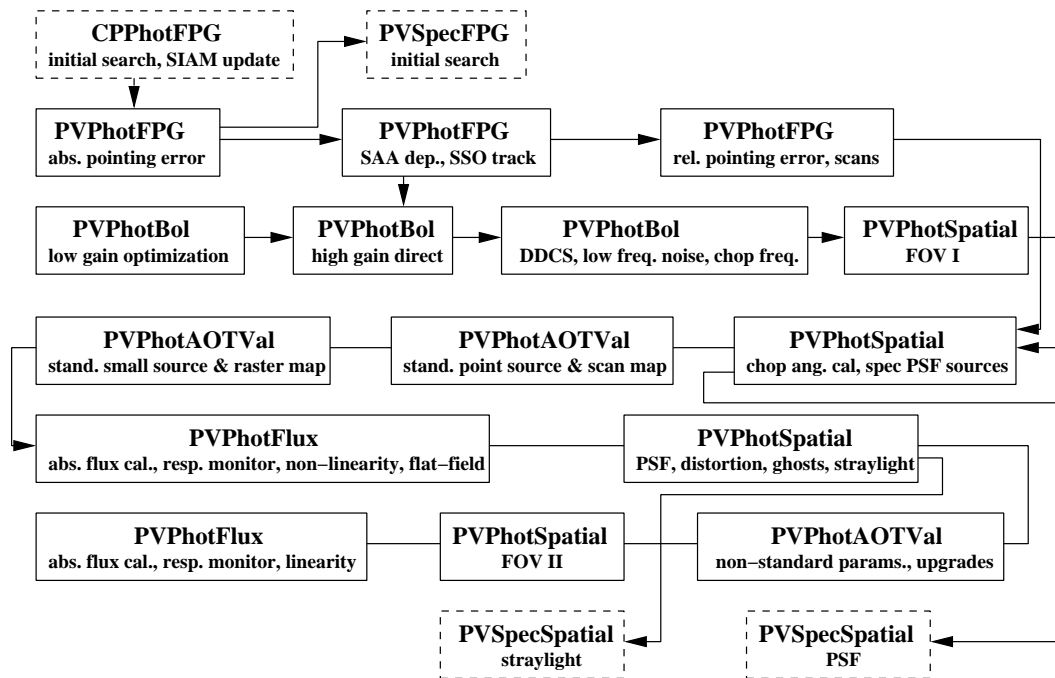 CPPhotFPG
initial search, SIAM update
PVSpecFPG
initial search
PVPhotFPG
abs. pointing error
PVPhotFPG
SAA dep., SSO track
PVPhotFPG
rel. pointing error, scans
PVPhotBol
low gain optimization
PVPhotBol
high gain direct
PVPhotBol
DDCS, low freq. noise, chop freq.
PVPhotSpatial
FOV I
PVPhotAOTVal
stand. small source & raster map
PVPhotAOTVal
stand. point source & scan map
PVPhotSpatial
chop ang. cal, spec PSF sources
PVPhotFlux
abs. flux cal., resp. monitor, non−linearity, flat−field
PVPhotSpatial
PSF, distortion, ghosts, straylight
PVPhotFlux
abs. flux cal., resp. monitor, linearity
PVPhotSpatial
FOV II
PVPhotAOTVal
non−standard params., upgrades
PVSpecSpatial
straylight
PVSpecSpatial
PSF